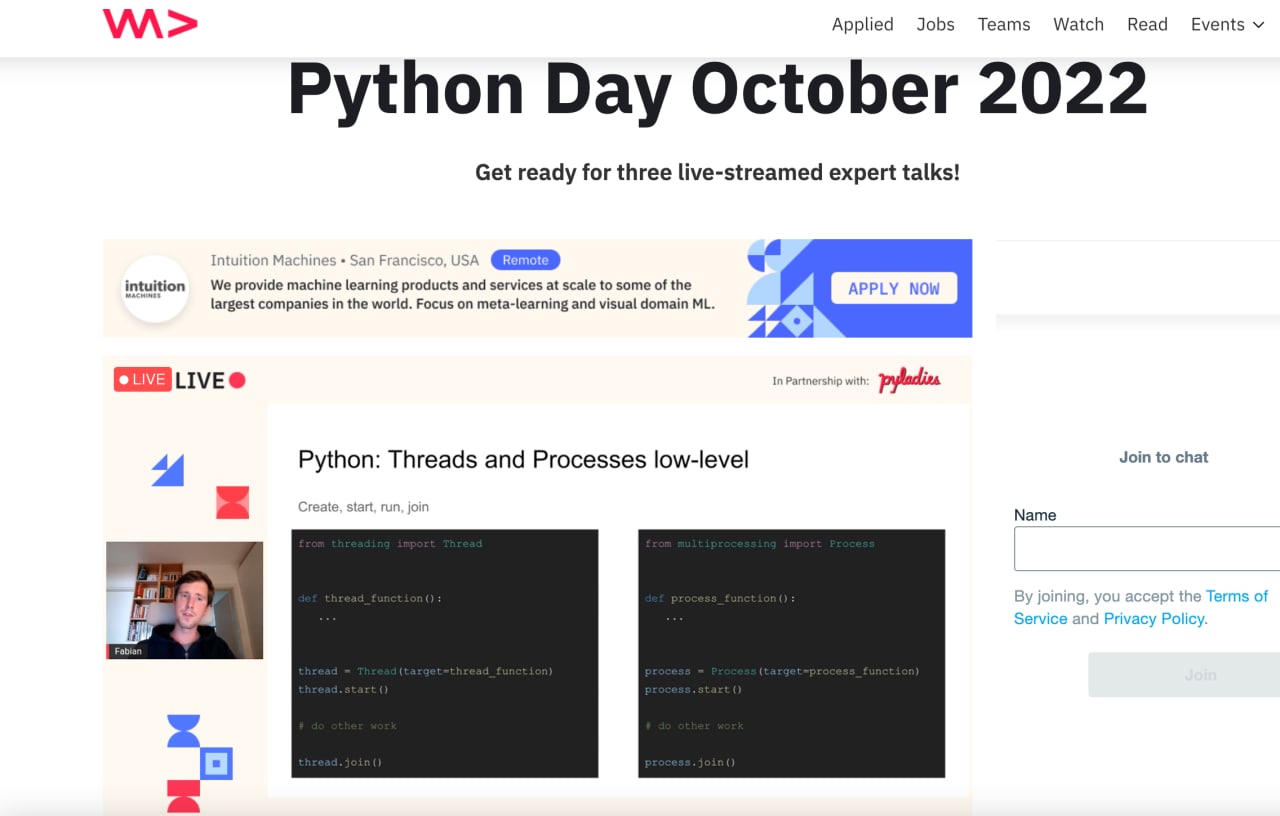 Applied Jobs Teams Watch Read Events
Python Day October 2022
Get ready for three live-streamed expert talks!
intuition
MACHINES
Intuition Machines • San Francisco, USA Remote
We provide machine learning products and services at scale to some of the
largest companies in the world. Focus on meta-learning and visual domain ML.
APPLY NOW
LIVE LIVE
In Partnership with: pyladies
Python: Threads and Processes low-level
Create, start, run, join
from threading import Thread
def thread_function():
...
thread = Thread(target=thread_function)
thread.start()
# do other work
thread.join()
from multiprocessing import Process
def process_function():
...
process = Process(target=process_function)
process.start()
# do other work
process.join()
Fabian
Join to chat
Name
By joining, you accept the Terms of
Service and Privacy Policy.
Join